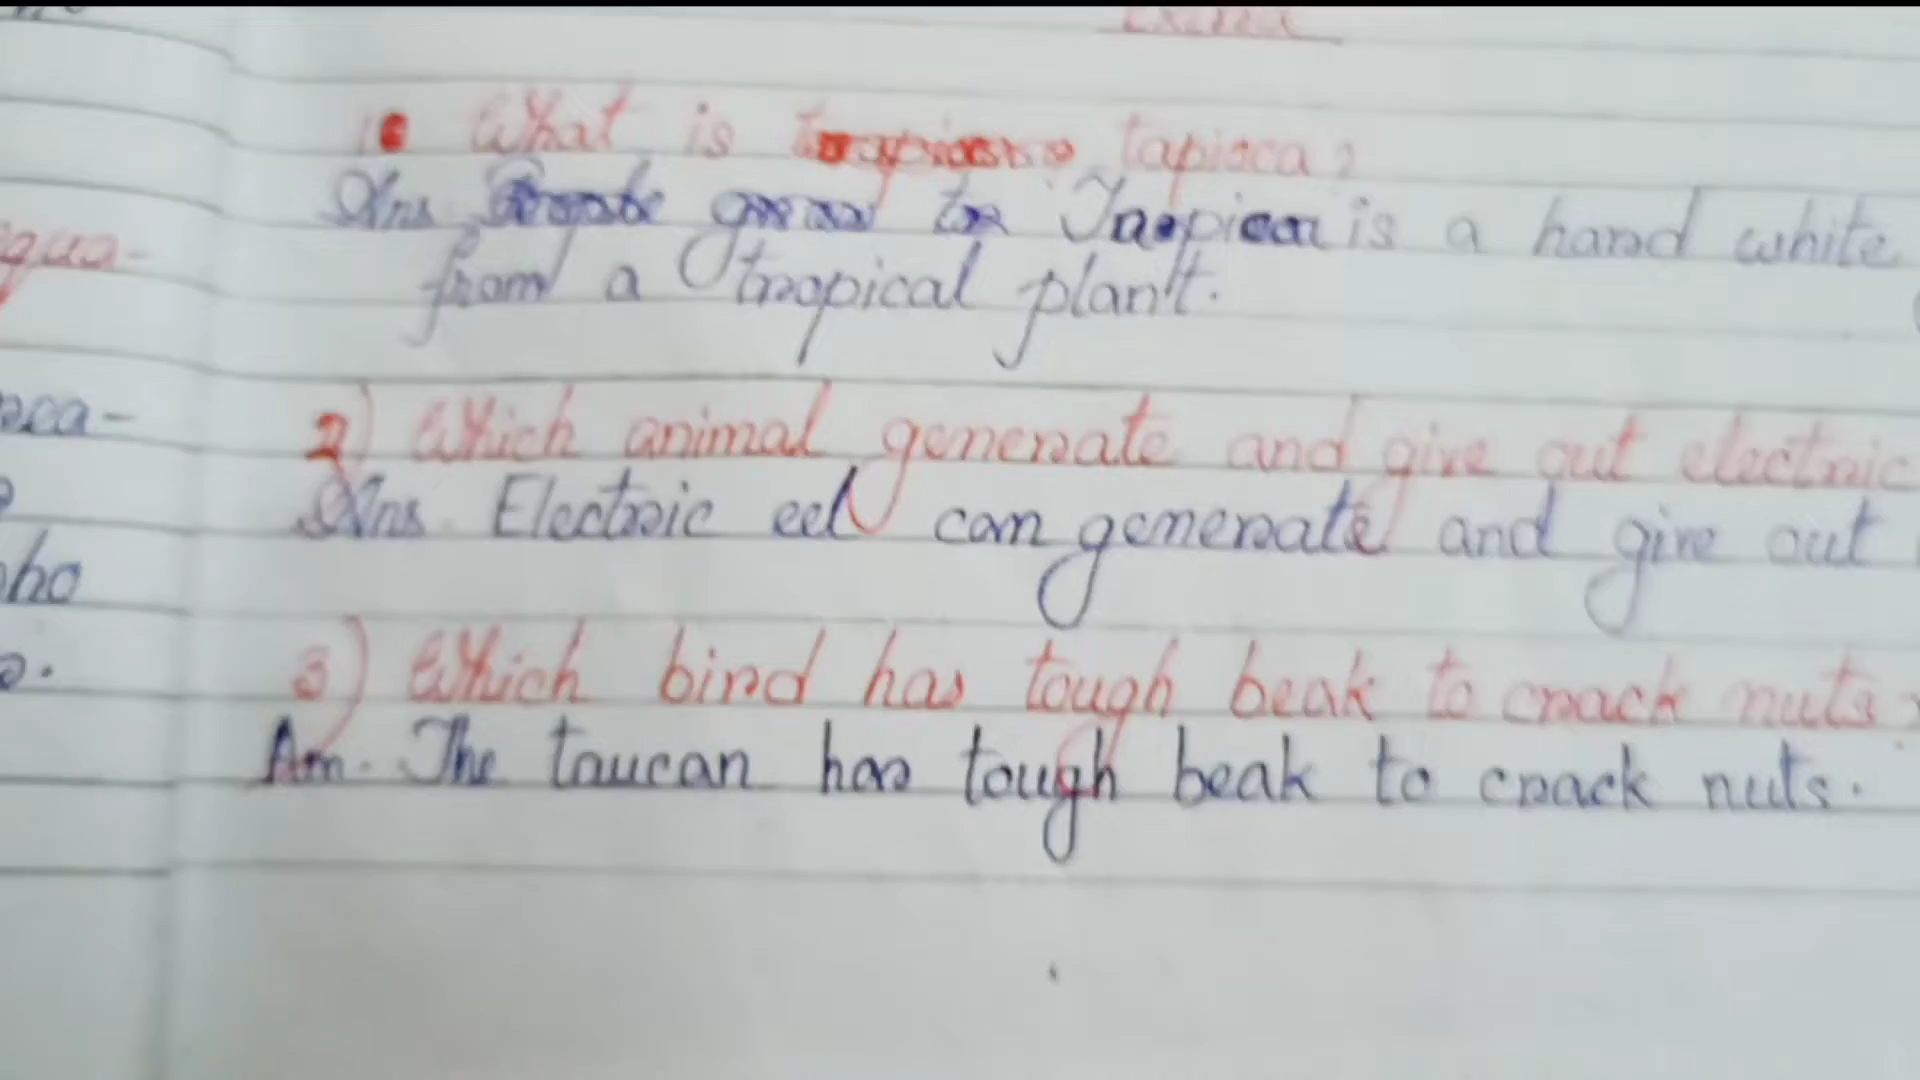 Extra
What is tapioca?
Ans. Tapioca is a hard white
from a tropical plant.
2) Which animal generate and give out electric
Ans. Electric eel can generate and give out
3) Which bird has tough beak to crack nuts?
Ans. The toucan has tough beak to crack nuts.